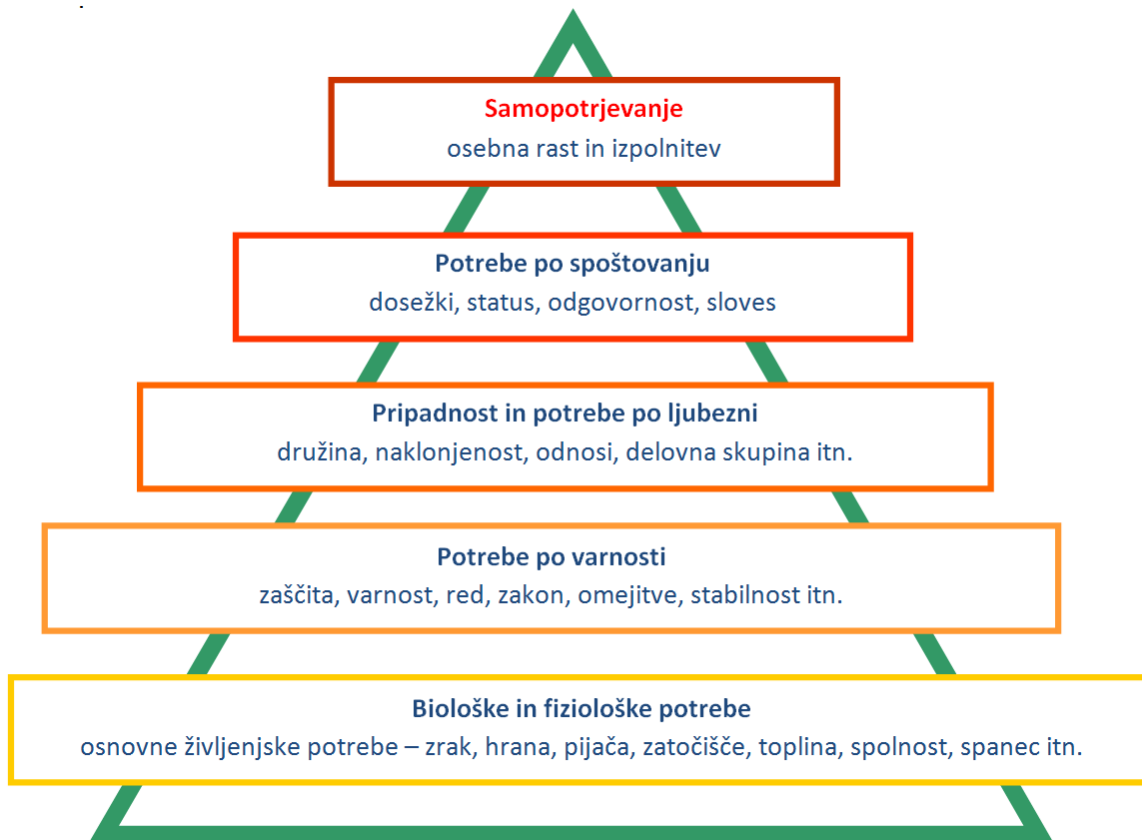 Samopotrjevanje
osebna rast in izpolnitev
Potrebe po spoštovanju
dosežki, status, odgovornost, sloves
Pripadnost in potrebe po ljubezni
družina, naklonjenost, odnosi, delovna skupina itn.
Potrebe po varnosti
zaščita, varnost, red, zakon, omejitve, stabilnost itn.
Biološke in fiziološke potrebe
osnovne življenjske potrebe – zrak, hrana, pijača, zatočišče, toplina, spolnost, spanec itn.